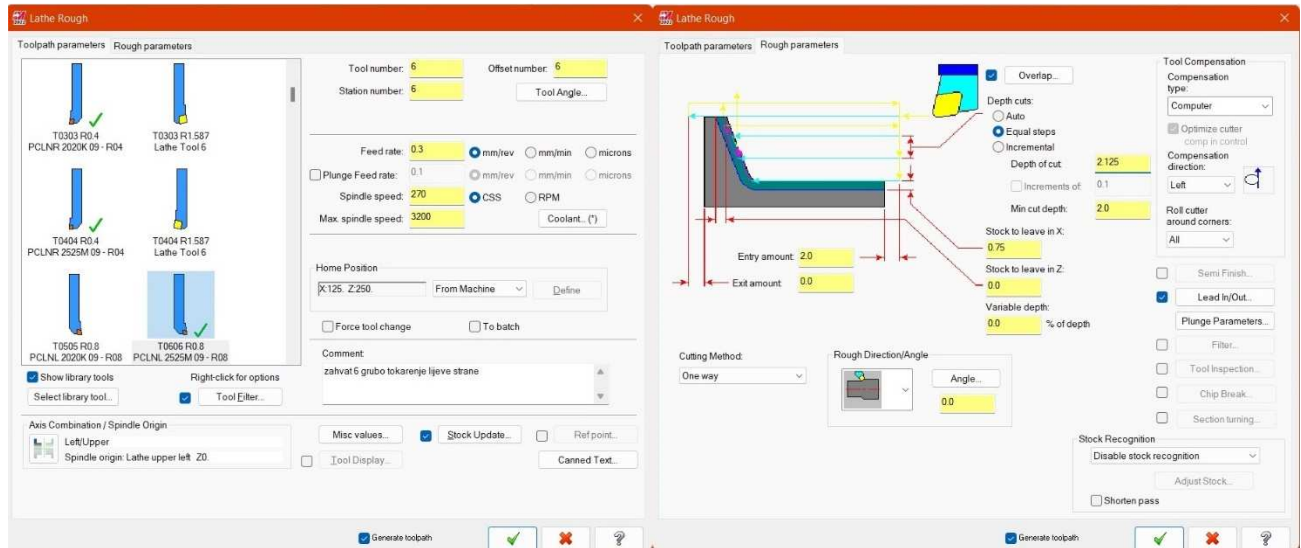 Lathe Rough
Toolpath parameters Rough parameters
T0303 R0.4
PCLNR 2020K 09 - R04
T0303 R1.587
Lathe Tool 6
T0404 R0.4
PCLNR 2525M 09 - R04
T0404 R1.587
Lathe Tool 6
T0505 R0.8
PCLNL 2020K 09 - R08
T0606 R0.8
PCLNL 2525M 09 - R08
Show library tools
Right-click for options
Select library tool...
Tool Filter...
Axis Combination / Spindle Origin
Left/Upper
Spindle origin: Lathe upper left Z0.
Tool number: 6 Offset number: 6
Station number: 6 Tool Angle...
Feed rate: 0.3 mm/rev mm/min microns
Plunge Feed rate: 0.1 mm/rev mm/min microns
Spindle speed: 270 CSS RPM
Max. spindle speed: 3200 Coolant.. (*)
Home Position
X:125. Z:250. From Machine Define
Force tool change To batch
Comment:
zahvat 6 grubo tokarenje lijeve strane
Misc values... Stock Update... Ref point...
Tool Display... Canned Text...
Generate toolpath
Lathe Rough
Toolpath parameters Rough parameters
Overlap...
Depth cuts:
Auto
Equal steps
Incremental
Depth of cut: 2.125
Increments of: 0.1
Min cut depth: 2.0
Stock to leave in X:
0.75
Stock to leave in Z:
0.0
Variable depth:
0.0 % of depth
Entry amount: 2.0
Exit amount 0.0
Cutting Method:
One way
Rough Direction/Angle
Angle...
0.0
Tool Compensation
Compensation
type:
Computer
Optimize cutter
comp in control
Compensation
direction:
Left
Roll cutter
around corners:
All
Semi Finish...
Lead In/Out...
Plunge Parameters...
Filter...
Tool Inspection...
Chip Break...
Section turning...
Stock Recognition
Disable stock recognition
Adjust Stock...
Shorten pass
Generate toolpath